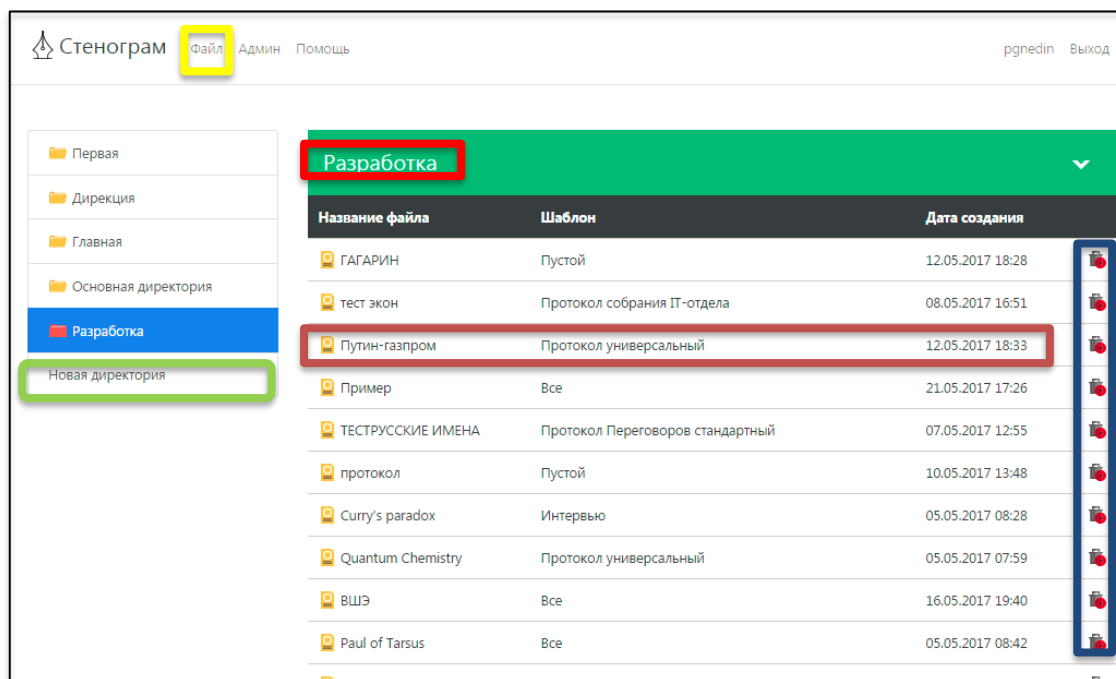 Стенограм Файл Админ Помощь pgnedin Выход
Первая
Дирекция
Главная
Основная директория
Разработка
Новая директория
Разработка
Название файла Шаблон Дата создания
ГАГАРИН Пустой 12.05.2017 18:28
тест экон Протокол собрания IT-отдела 08.05.2017 16:51
Путин-газпром Протокол универсальный 12.05.2017 18:33
Пример Все 21.05.2017 17:26
ТЕСТРУССКИЕ ИМЕНА Протокол Переговоров стандартный 07.05.2017 12:55
протокол Пустой 10.05.2017 13:48
Curry's paradox Интервью 05.05.2017 08:28
Quantum Chemistry Протокол универсальный 05.05.2017 07:59
ВШЭ Все 16.05.2017 19:40
Paul of Tarsus Все 05.05.2017 08:42